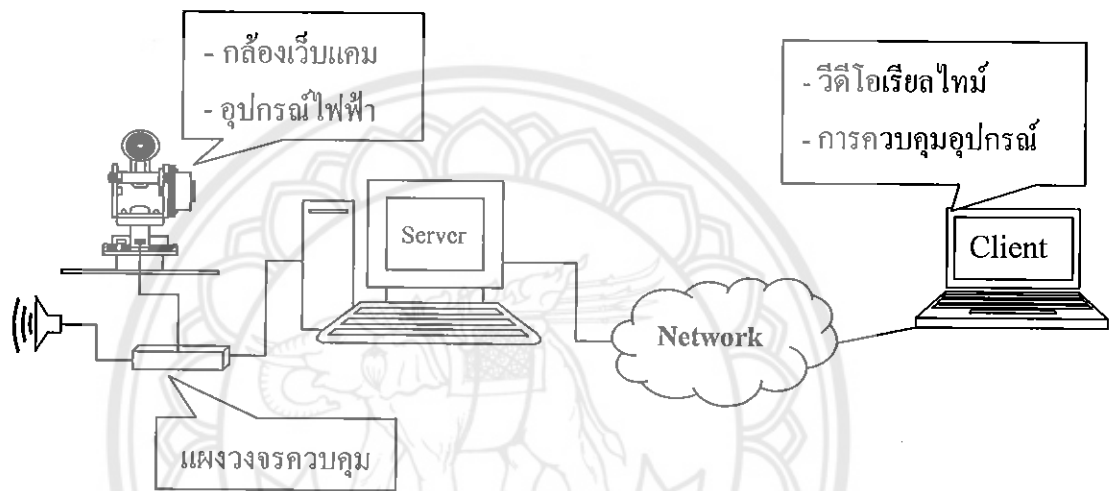 - กล้องเว็บแคม
- อุปกรณ์ไฟฟ้า
- วีดีโอเรียลไทม์
- การควบคุมอุปกรณ์
Server
Client
Network
แผงวงจรควบคุม